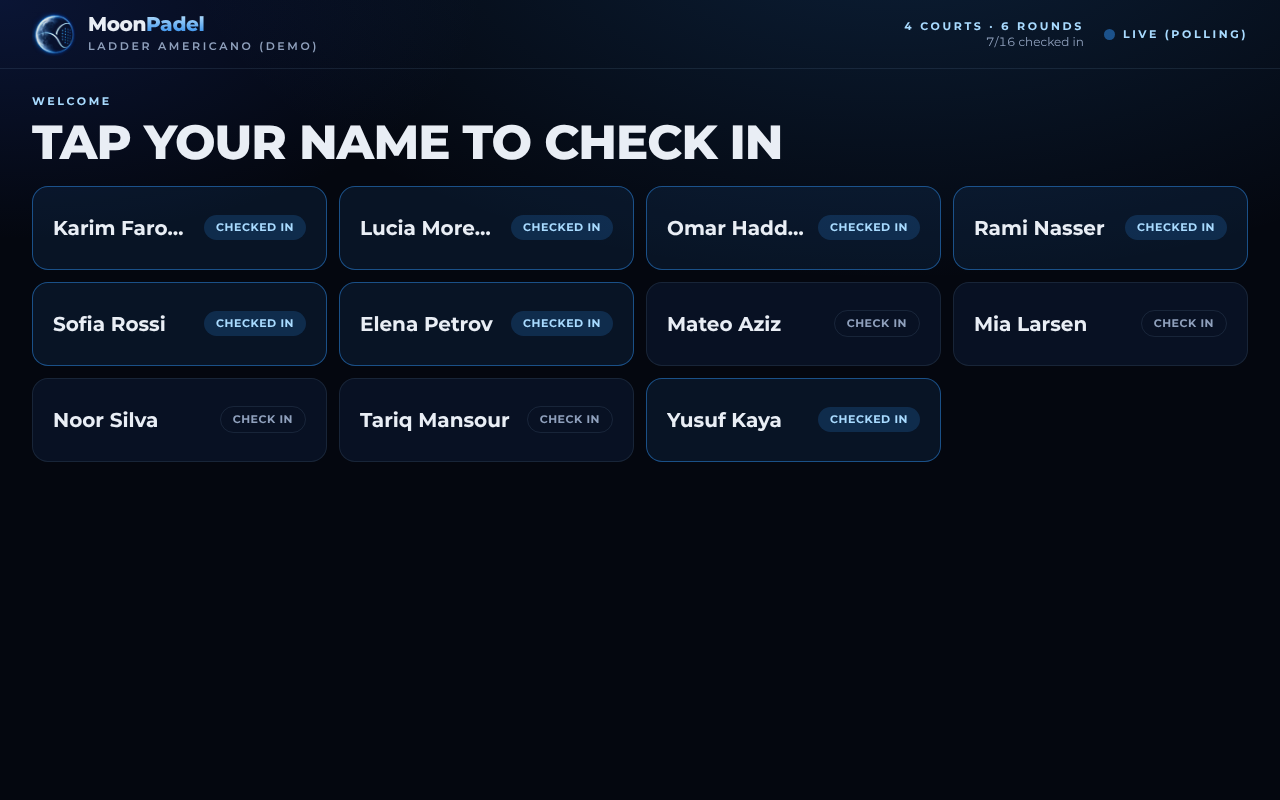 MoonPadel
LADDER AMERICANO (DEMO)
4 COURTS · 6 ROUNDS
7/16 checked in
LIVE (POLLING)
WELCOME
TAP YOUR NAME TO CHECK IN
Karim Faro... CHECKED IN
Lucia More... CHECKED IN
Omar Hadd... CHECKED IN
Rami Nasser CHECKED IN
Sofia Rossi CHECKED IN
Elena Petrov CHECKED IN
Mateo Aziz CHECK IN
Mia Larsen CHECK IN
Noor Silva CHECK IN
Tariq Mansour CHECK IN
Yusuf Kaya CHECKED IN